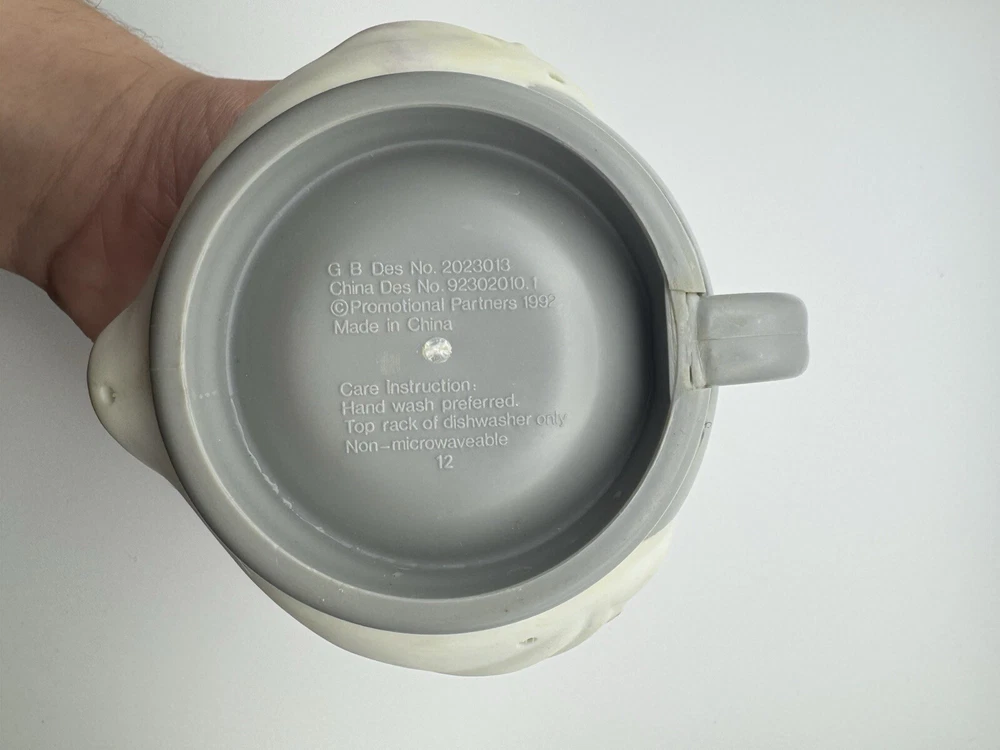 G B Des No. 2023013
China Des No. 92302010.1
©Promotional Partners 1992
Made in China
Care Instruction:
Hand wash preferred.
Top rack of dishwasher only
Non-microwaveable
12